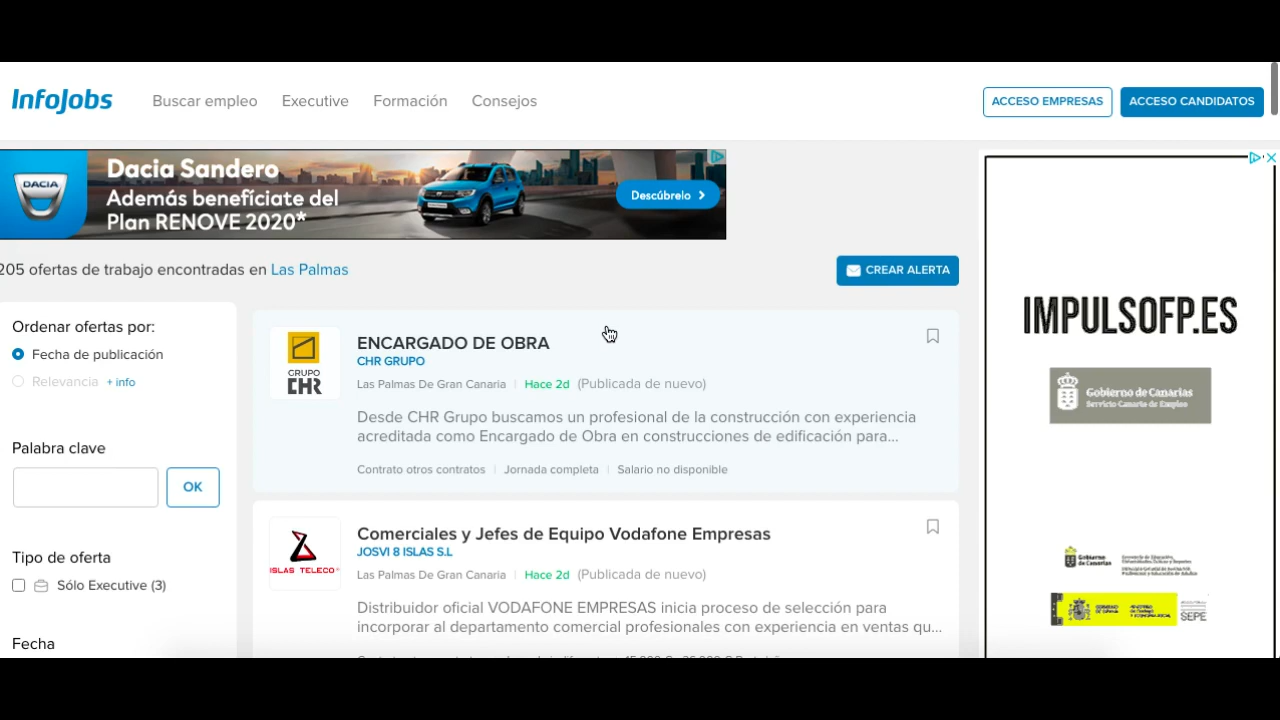 InfoJobs
Buscar empleo
Executive
Formación
Consejos
ACCESO EMPRESAS
ACCESO CANDIDATOS
DACIA
Dacia Sandero
Además benefíciate del
Plan RENOVE 2020*
Descúbrelo
205 ofertas de trabajo encontradas en Las Palmas
CREAR ALERTA
Ordenar ofertas por:
Fecha de publicación
Relevancia + info
Palabra clave
OK
Tipo de oferta
Sólo Executive (3)
Fecha
GRUPO
CHR
ENCARGADO DE OBRA
CHR GRUPO
Las Palmas De Gran Canaria
Hace 2d
(Publicada de nuevo)
Desde CHR Grupo buscamos un profesional de la construcción con experiencia
acreditada como Encargado de Obra en construcciones de edificación para...
Contrato otros contratos
Jornada completa
Salario no disponible
ISLAS TELECO
Comerciales y Jefes de Equipo Vodafone Empresas
JOSVI 8 ISLAS S.L
Las Palmas De Gran Canaria
Hace 2d
(Publicada de nuevo)
Distribuidor oficial VODAFONE EMPRESAS inicia proceso de selección para
incorporar al departamento comercial profesionales con experiencia en ventas qu...
IMPULSOFP.ES
Gobierno de Canarias
Servicio Canario de Empleo
Gobierno
de Canarias
SEPE